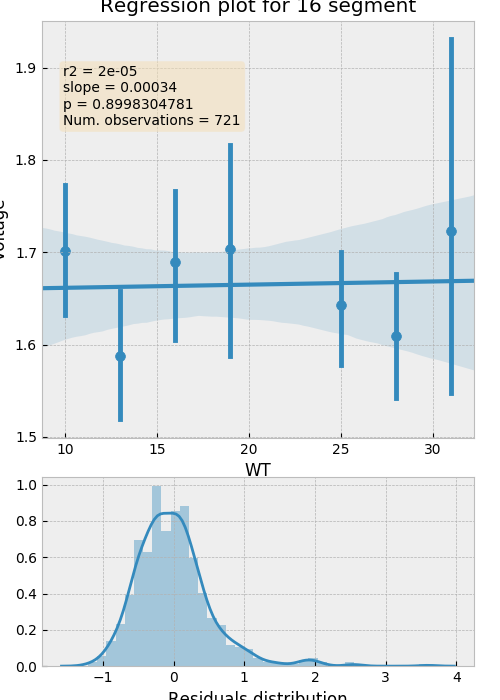 Regression plot for 16 segment
r2 = 2e-05
slope = 0.00034
p = 0.8998304781
Num. observations = 721
1.9
1.8
1.7
1.6
1.5
Voltage
10 15 20 25 30
WT
1.0
0.8
0.6
0.4
0.2
0.0
−1 0 1 2 3 4
Residuals distribution